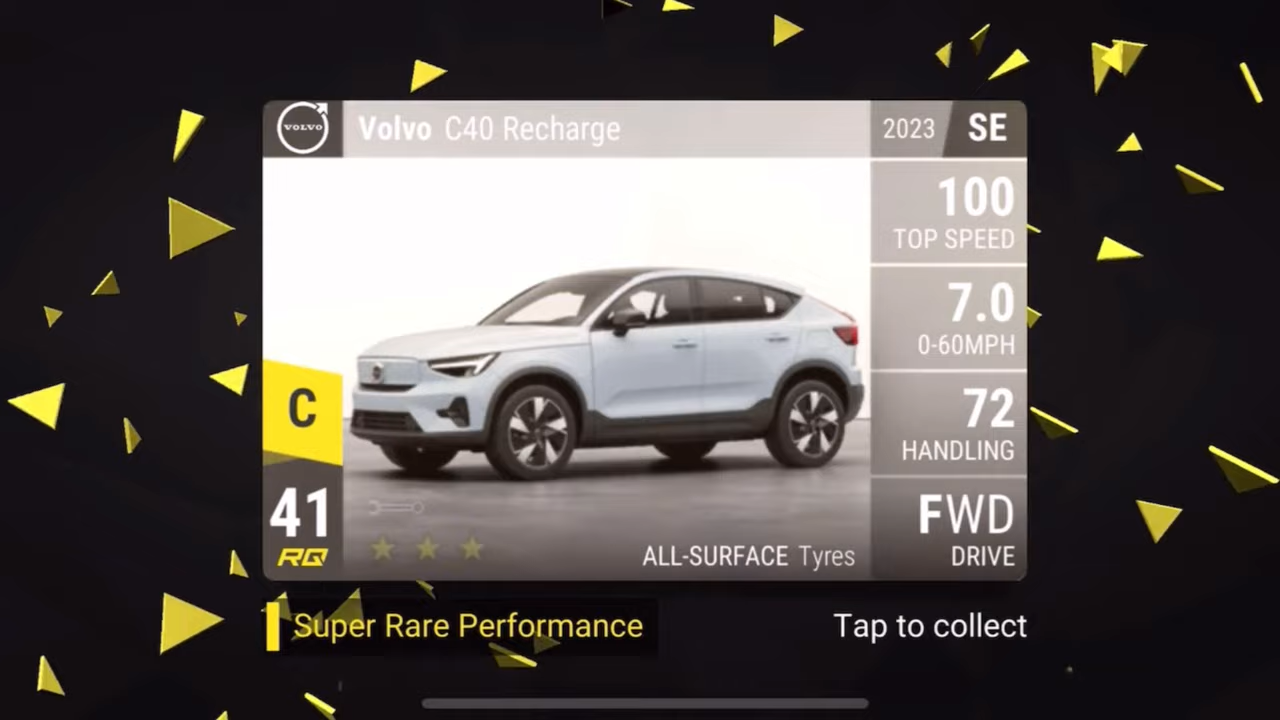 VOLVO
Volvo C40 Recharge
2023 SE
100
TOP SPEED
7.0
0-60MPH
72
HANDLING
FWD
DRIVE
C
41
RQ
ALL-SURFACE Tyres
Super Rare Performance
Tap to collect